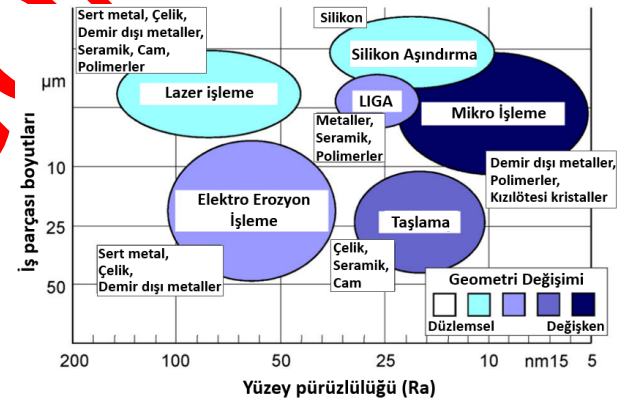 Sert metal, Çelik,
Demir dışı metaller,
Seramik, Cam,
Polimerler
Silikon
Silikon Aşındırma
µm
Lazer işleme
LIGA
Mikro İşleme
Metaller,
Seramik,
Polimerler
Demir dışı metaller,
Polimerler,
Kızılötesi kristaller
İş parçası boyutları
10
Elektro Erozyon
İşleme
Taşlama
25
Sert metal,
Çelik,
Demir dışı metaller
Çelik,
Seramik,
Cam
Geometri Değişimi
Düzlemsel
Değişken
50
200
100
50
25
10
nm15
5
Yüzey pürüzlülüğü (Ra)